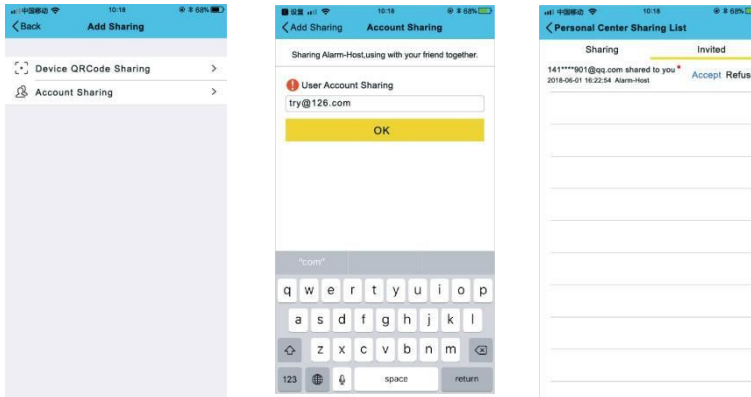 中国移动 10:18 68%
Back Add Sharing
Device QRCode Sharing >
Account Sharing >
10:18 68%
Add Sharing Account Sharing
Sharing Alarm-Host,using with your friend together.
User Account Sharing
try@126.com
OK
"com"
q w e r t y u i o p
a s d f g h j k l
z x c v b n m
123 space return
中国移动 10:18 68%
Personal Center Sharing List
Sharing Invited
141****901@qq.com shared to you *
2018-06-01 16:22:54 Alarm-Host
Accept Refus